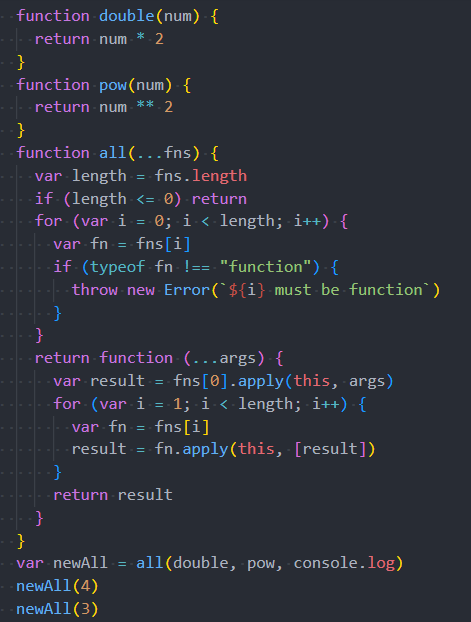 function double(num) {
  return num * 2
}
function pow(num) {
  return num ** 2
}
function all(...fns) {
  var length = fns.length
  if (length <= 0) return
  for (var i = 0; i < length; i++) {
    var fn = fns[i]
    if (typeof fn !== "function") {
      throw new Error(`${i} must be function`)
    }
  }
  return function (...args) {
    var result = fns[0].apply(this, args)
    for (var i = 1; i < length; i++) {
      var fn = fns[i]
      result = fn.apply(this, [result])
    }
    return result
  }
}
var newAll = all(double, pow, console.log)
newAll(4)
newAll(3)